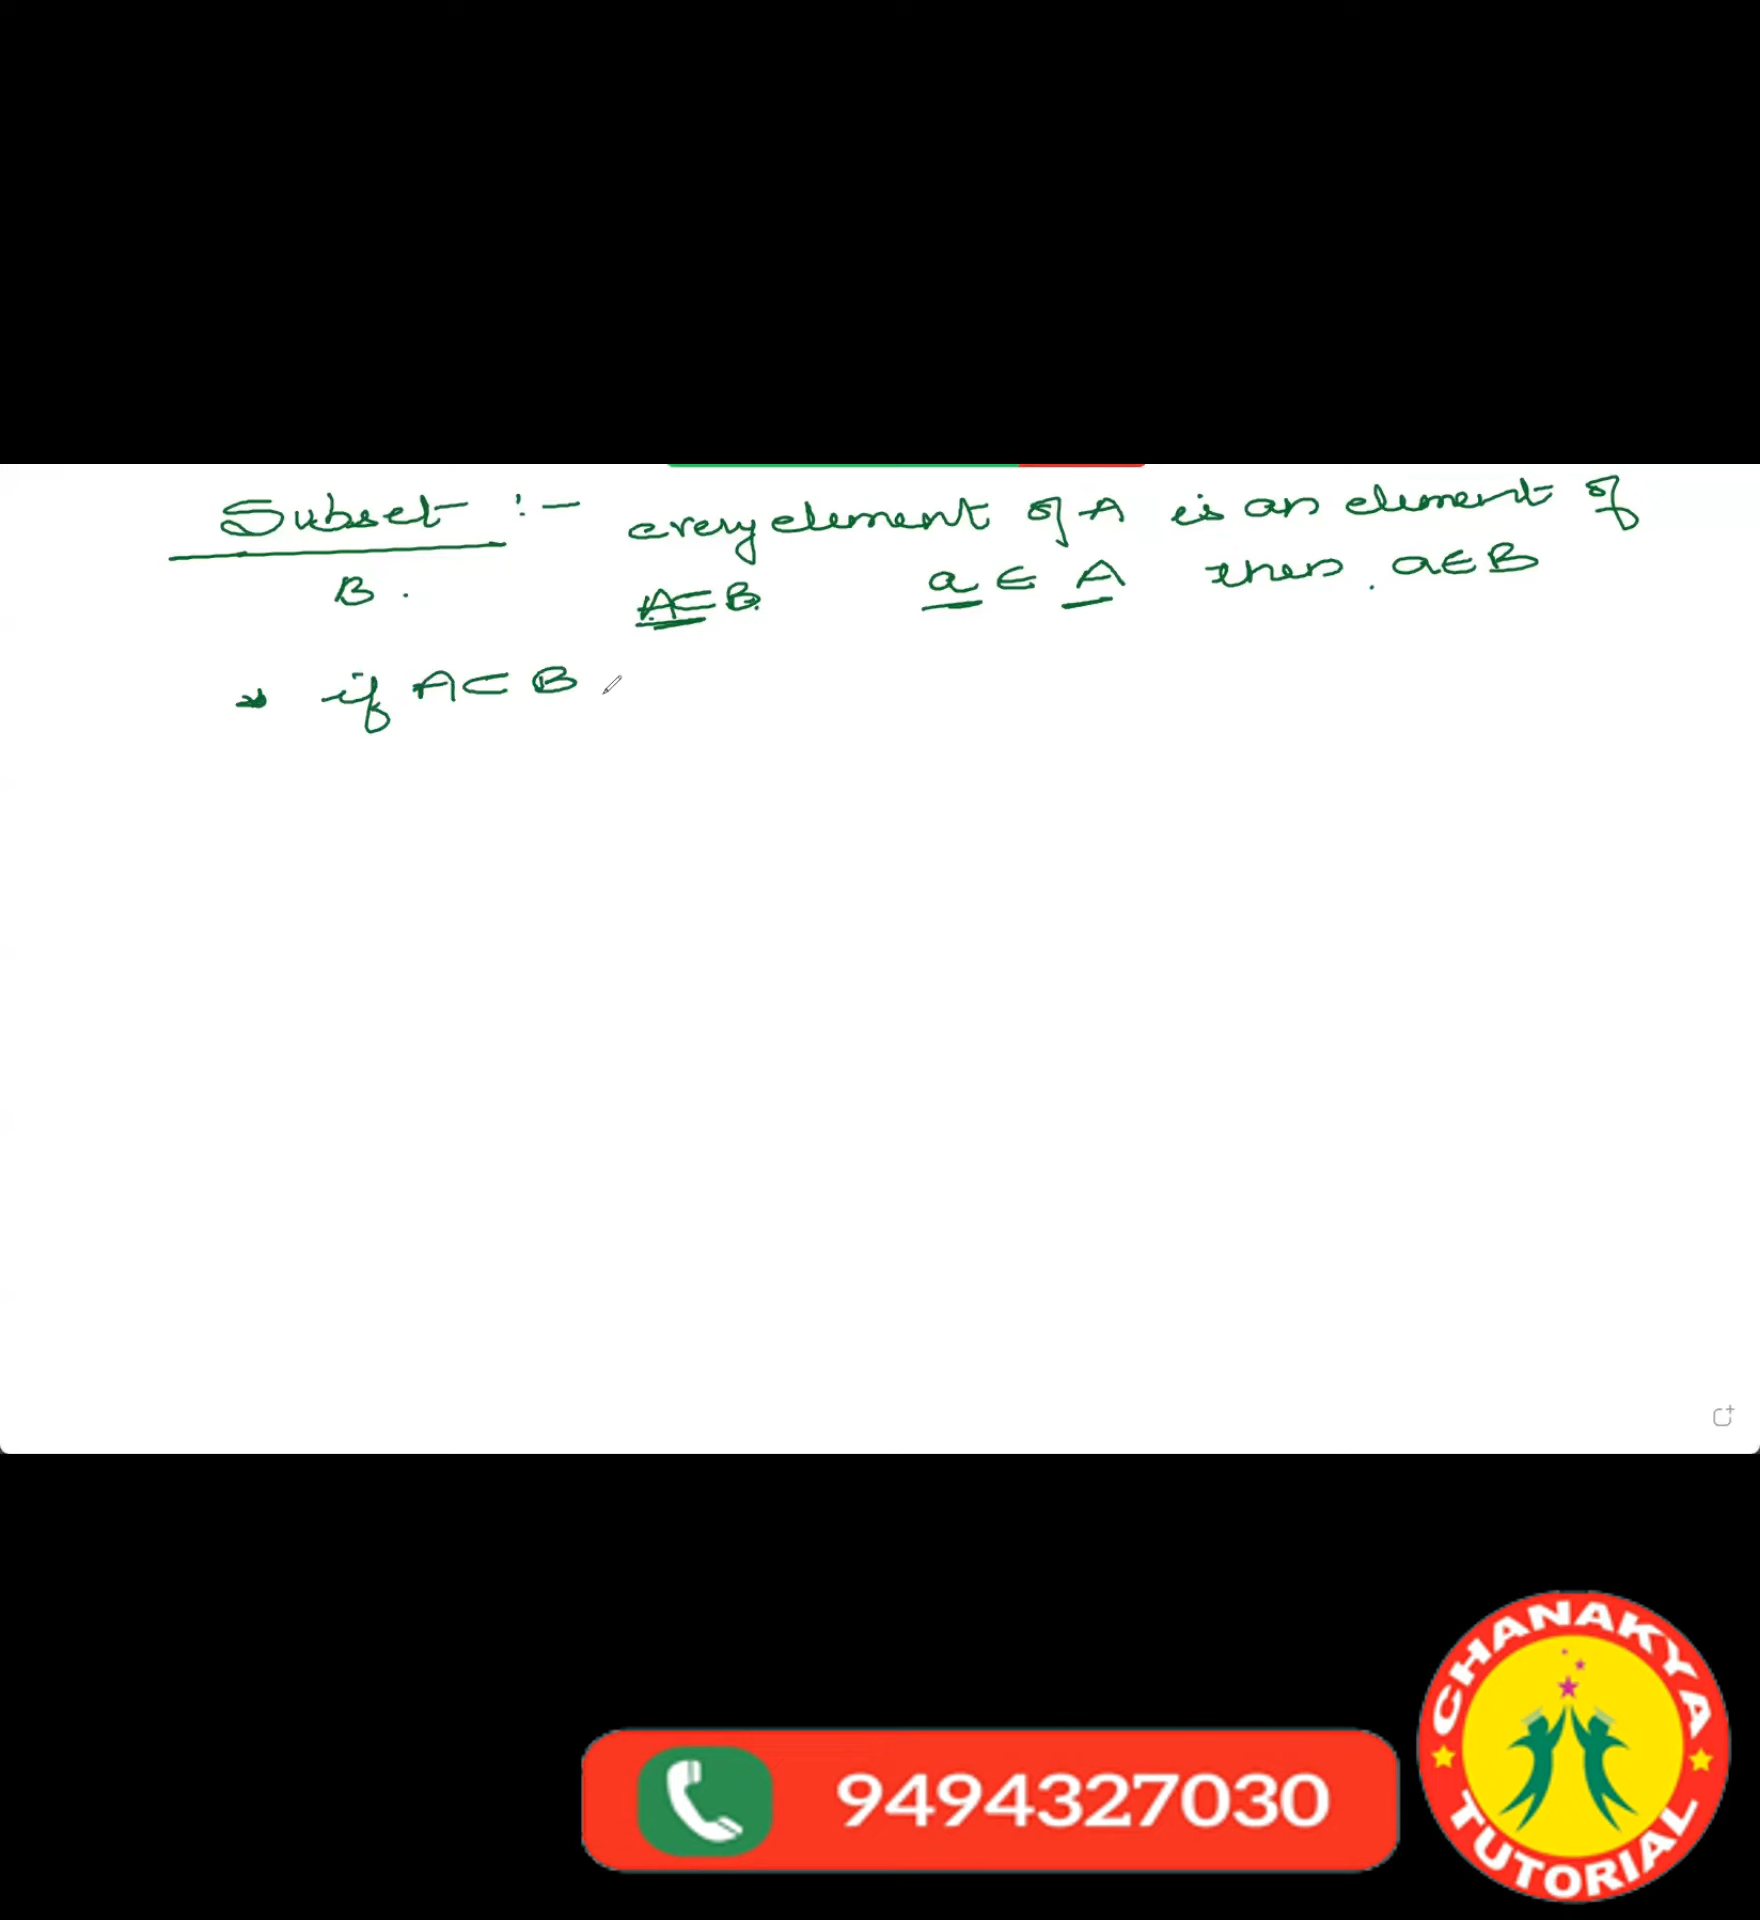 Subset :- every element of A is an element of
B. A⊂B. a ∈ A then. a∈B
→ if A⊂B
9494327030
CHANAKYA
TUTORIAL